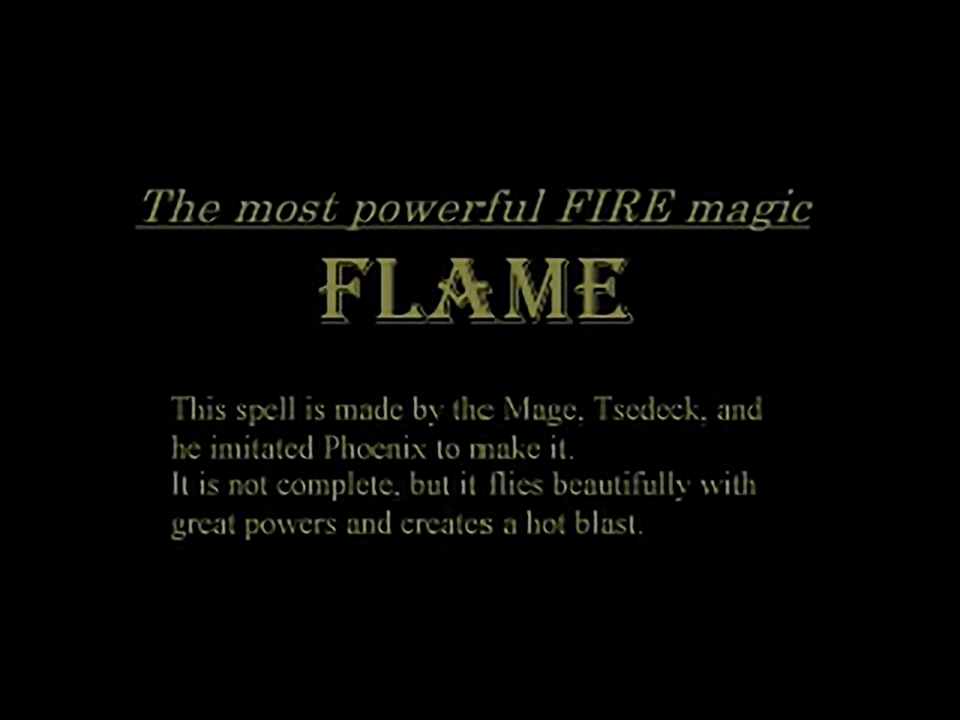 The most powerful FIRE magic
FLAME
This spell is made by the Mage, Tsedeck, and
he imitated Phoenix to make it.
It is not complete, but it flies beautifully with
great powers and creates a hot blast.